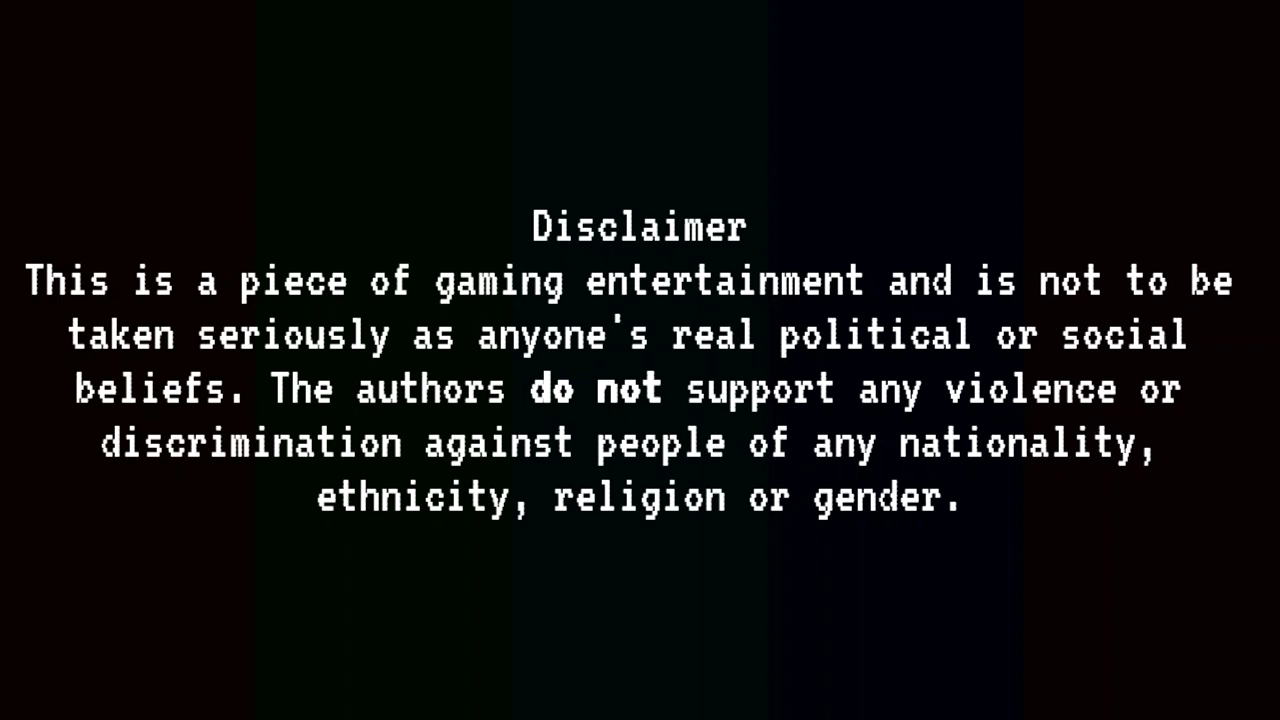 Disclaimer
This is a piece of gaming entertainment and is not to be
taken seriously as anyone's real political or social
beliefs. The authors do not support any violence or
discrimination against people of any nationality,
ethnicity, religion or gender.